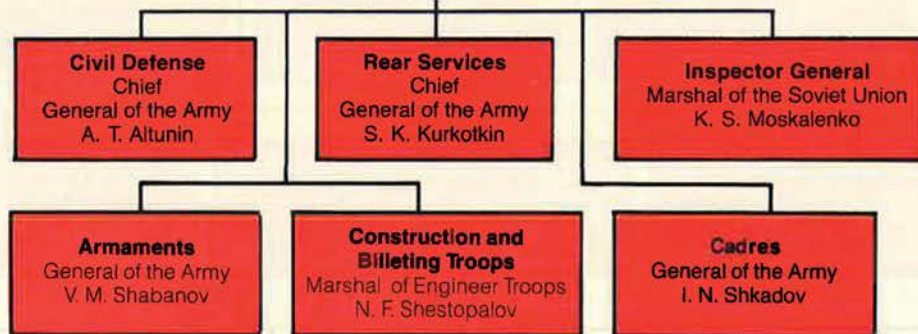 Civil Defense
Chief
General of the Army
A. T. Altunin
Rear Services
Chief
General of the Army
S. K. Kurkotkin
Inspector General
Marshal of the Soviet Union
K. S. Moskalenko
Armaments
General of the Army
V. M. Shabanov
Construction and
Billeting Troops
Marshal of Engineer Troops
N. F. Shestopalov
Cadres
General of the Army
I. N. Shkadov